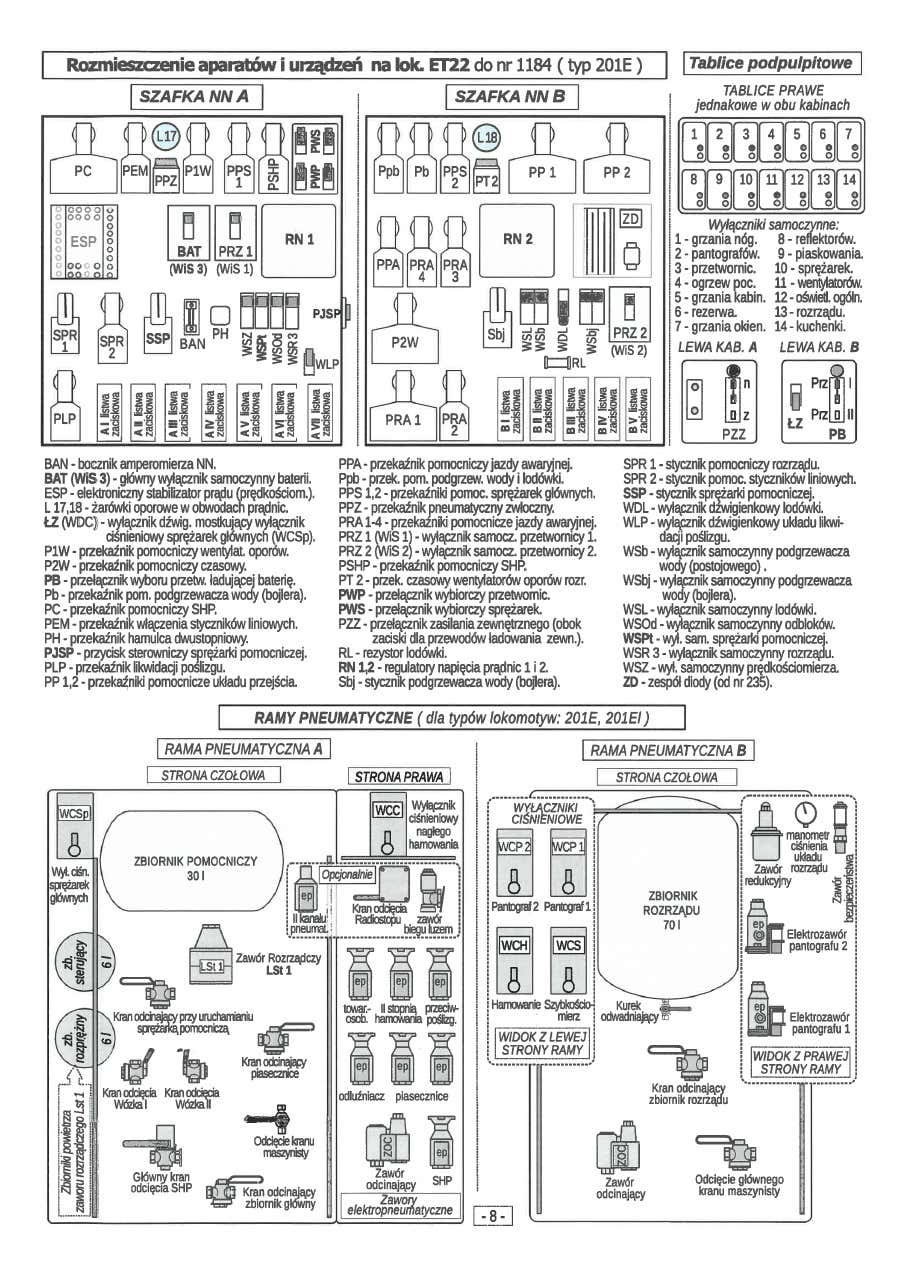 Rozmieszczenie aparatów i urządzeń na lok. ET22 do nr 1184 ( typ 201E )
Tablice podpulpitowe
SZAFKA NN A
SZAFKA NN B
TABLICE PRAWE
jednakowe w obu kabinach
PC
PEM
L 17
PPZ
P1W
PPS
1
PSHP
PWS
PWP
ESP
BAT
(WiS 3)
PRZ 1
(WiS 1)
RN 1
SPR
1
SPR
2
SSP
BAN
PH
WSZ
WSPt
WSOd
WSR 3
PJSP
WLP
PLP
A I listwa
zaciskowa
A II listwa
zaciskowa
A III listwa
zaciskowa
A IV listwa
zaciskowa
A V listwa
zaciskowa
A VI listwa
zaciskowa
A VII listwa
zaciskowa
Ppb
Pb
PPS
2
L18
PT 2
PP 1
PP 2
PPA
PRA
4
PRA
3
RN 2
ZD
P2W
Sbj
WSL
WSb
WDL
WSbj
RL
PRZ 2
(WiS 2)
PRA 1
PRA
2
B I listwa
zaciskowa
B II listwa
zaciskowa
B III listwa
zaciskowa
B IV listwa
zaciskowa
B V listwa
zaciskowa
1 2 3 4 5 6 7
8 9 10 11 12 13 14
Wyłączniki samoczynne:
1 - grzania nóg.
2 - pantografów.
3 - przetwornic.
4 - ogrzew poc.
5 - grzania kabin.
6 - rezerwa.
7 - grzania okien.
8 - reflektorów.
9 - piaskowania.
10 - sprężarek.
11 - wentylatorów.
12 - oświetl. ogóln.
13 - rozrządu.
14 - kuchenki.
LEWA KAB. A
LEWA KAB. B
n
z
PZZ
ŁZ
Prz I
Prz II
PB
BAN - bocznik amperomierza NN.
BAT (WiS 3) - główny wyłącznik samoczynny baterii.
ESP - elektroniczny stabilizator prądu (prędkościom.).
L 17,18 - żarówki oporowe w obwodach prądnic.
ŁZ (WDC) - wyłącznik dźwig. mostkujący wyłącznik
ciśnieniowy sprężarek głównych (WCSp).
P1W - przekaźnik pomocniczy wentylat. oporów.
P2W - przekaźnik pomocniczy czasowy.
PB - przełącznik wyboru przetw. ładującej baterię.
Pb - przekaźnik pom. podgrzewacza wody (bojlera).
PC - przekaźnik pomocniczy SHP.
PEM - przekaźnik włączenia styczników liniowych.
PH - przekaźnik hamulca dwustopniowy.
PJSP - przycisk sterowniczy sprężarki pomocniczej.
PLP - przekaźnik likwidacji poślizgu.
PP 1,2 - przekaźniki pomocnicze układu przejścia.
PPA - przekaźnik pomocniczy jazdy awaryjnej.
Ppb - przek. pom. podgrzew. wody i lodówki.
PPS 1,2 - przekaźniki pomoc. sprężarek głównych.
PPZ - przekaźnik pneumatyczny zwłoczny.
PRA 1-4 - przekaźniki pomocnicze jazdy awaryjnej.
PRZ 1 (WiS 1) - wyłącznik samocz. przetwornicy 1.
PRZ 2 (WiS 2) - wyłącznik samocz. przetwornicy 2.
PSHP - przekaźnik pomocniczy SHP.
PT 2 - przek. czasowy wentylatorów oporów rozr.
PWP - przełącznik wybiorczy przetwornic.
PWS - przełącznik wybiorczy sprężarek.
PZZ - przełącznik zasilania zewnętrznego (obok
zaciski dla przewodów ładowania zewn.).
RL - rezystor lodówki.
RN 1,2 - regulatory napięcia prądnic 1 i 2.
Sbj - stycznik podgrzewacza wody (bojlera).
SPR 1 - stycznik pomocniczy rozrządu.
SPR 2 - stycznik pomoc. styczników liniowych.
SSP - stycznik sprężarki pomocniczej.
WDL - wyłącznik dźwigienkowy lodówki.
WLP - wyłącznik dźwigienkowy układu likwi-
dacji poślizgu.
WSb - wyłącznik samoczynny podgrzewacza
wody (postojowego) .
WSbj - wyłącznik samoczynny podgrzewacza
wody (bojlera).
WSL - wyłącznik samoczynny lodówki.
WSOd - wyłącznik samoczynny odbloków.
WSPt - wył. sam. sprężarki pomocniczej.
WSR 3 - wyłącznik samoczynny rozrządu.
WSZ - wył. samoczynny prędkościomierza.
ZD - zespół diody (od nr 235).
RAMY PNEUMATYCZNE ( dla typów lokomotyw: 201E, 201El )
RAMA PNEUMATYCZNA A
RAMA PNEUMATYCZNA B
STRONA CZOŁOWA
STRONA PRAWA
STRONA CZOŁOWA
WCSp
Wył. ciśn.
sprężarek
głównych
ZBIORNIK POMOCNICZY
30 l
zb.
sterujący
6 l
zb.
rozprężny
6 l
Zbiorniki powietrza
zaworu rozrządczego Lst 1
LSt 1
Zawór Rozrządczy
LSt 1
Kran odcinający przy uruchamianiu
sprężarką pomocniczą
Kran odcinający
piasecznice
Kran odcięcia
Wózka I
Kran odcięcia
Wózka II
Odcięcie kranu
maszynisty
Główny kran
odcięcia SHP
Kran odcinający
zbiornik główny
WCC
Wyłącznik
ciśnieniowy
nagłego
hamowania
Opcjonalnie
ep
II kanału
pneumat.
Kran odcięcia
Radiostopu
zawór
biegu luzem
ep
ep
ep
towar.-
osob.
II stopnia
hamowania
przeciw-
poślizg.
ep
ep
ep
odluźniacz
piasecznice
ZOC
Zawór
odcinający
ep
SHP
Zawory
elektropneumatyczne
WYŁĄCZNIKI
CIŚNIENIOWE
WCP 2
WCP 1
Pantograf 2
Pantograf 1
WCH
WCS
Hamowanie
Szybkościo-
mierz
WIDOK Z LEWEJ
STRONY RAMY
ZBIORNIK
ROZRZĄDU
70 l
Kurek
odwadniający
Kran odcinający
zbiornik rozrządu
ZOC
Zawór
odcinający
Odcięcie głównego
kranu maszynisty
Zawór
redukcyjny
manometr
ciśnienia
układu
rozrządu
Zawór
bezpieczeństwa
ep
Elektrozawór
pantografu 2
ep
Elektrozawór
pantografu 1
WIDOK Z PRAWEJ
STRONY RAMY
- 8 -